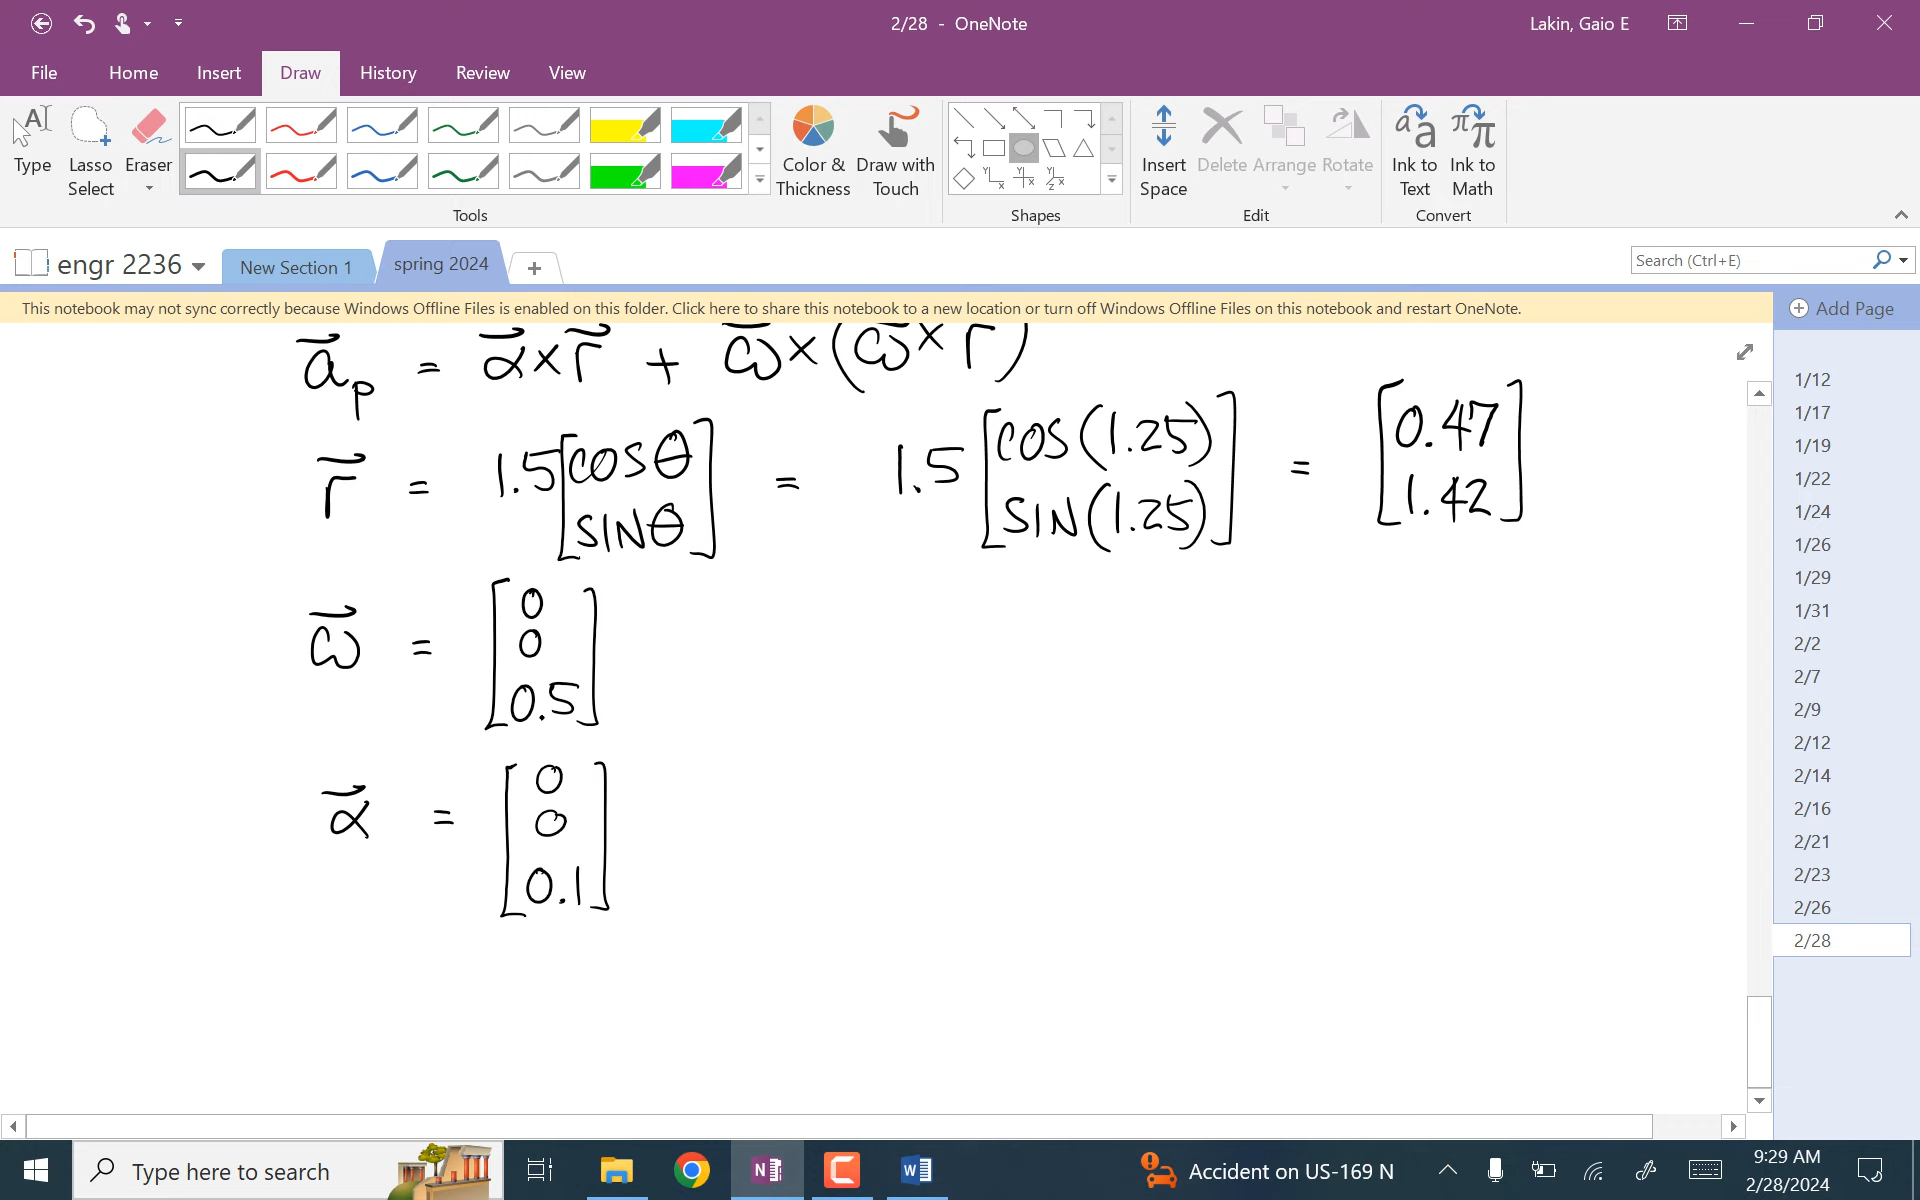 2/28 - OneNote
Lakin, Gaio E
File Home Insert Draw History Review View
Type
Lasso Select
Eraser
Color & Thickness
Draw with Touch
Insert Space
Delete
Arrange
Rotate
Ink to Text
Ink to Math
Tools
Shapes
Edit
Convert
engr 2236
New Section 1
spring 2024
Search (Ctrl+E)
This notebook may not sync correctly because Windows Offline Files is enabled on this folder. Click here to share this notebook to a new location or turn off Windows Offline Files on this notebook and restart OneNote.
Add Page
a⃗p = α⃗ × r⃗ + ω⃗ × (ω⃗ × r⃗)
r⃗ = 1.5 [cosθ sinθ] = 1.5 [cos(1.25) sin(1.25)] = [0.47 1.42]
ω⃗ = [0 0 0.5]
α⃗ = [0 0 0.1]
1/12
1/17
1/19
1/22
1/24
1/26
1/29
1/31
2/2
2/7
2/9
2/12
2/14
2/16
2/21
2/23
2/26
2/28
Type here to search
Accident on US-169 N
9:29 AM
2/28/2024